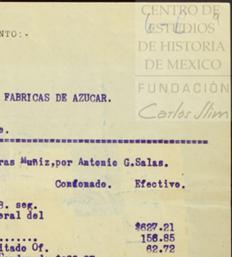 CENTRO DE
ESTUDIOS
DE HISTORIA
DE MEXICO
FUNDACIÓN
Carlos Slim
NTO:-
FABRICAS DE AZUCAR.
ras Muñiz,por Antonio G.Salas.
Condonado. Efectivo.
B. seg.
eral del
$627.21
........ 156.85
itado Of. 62.72